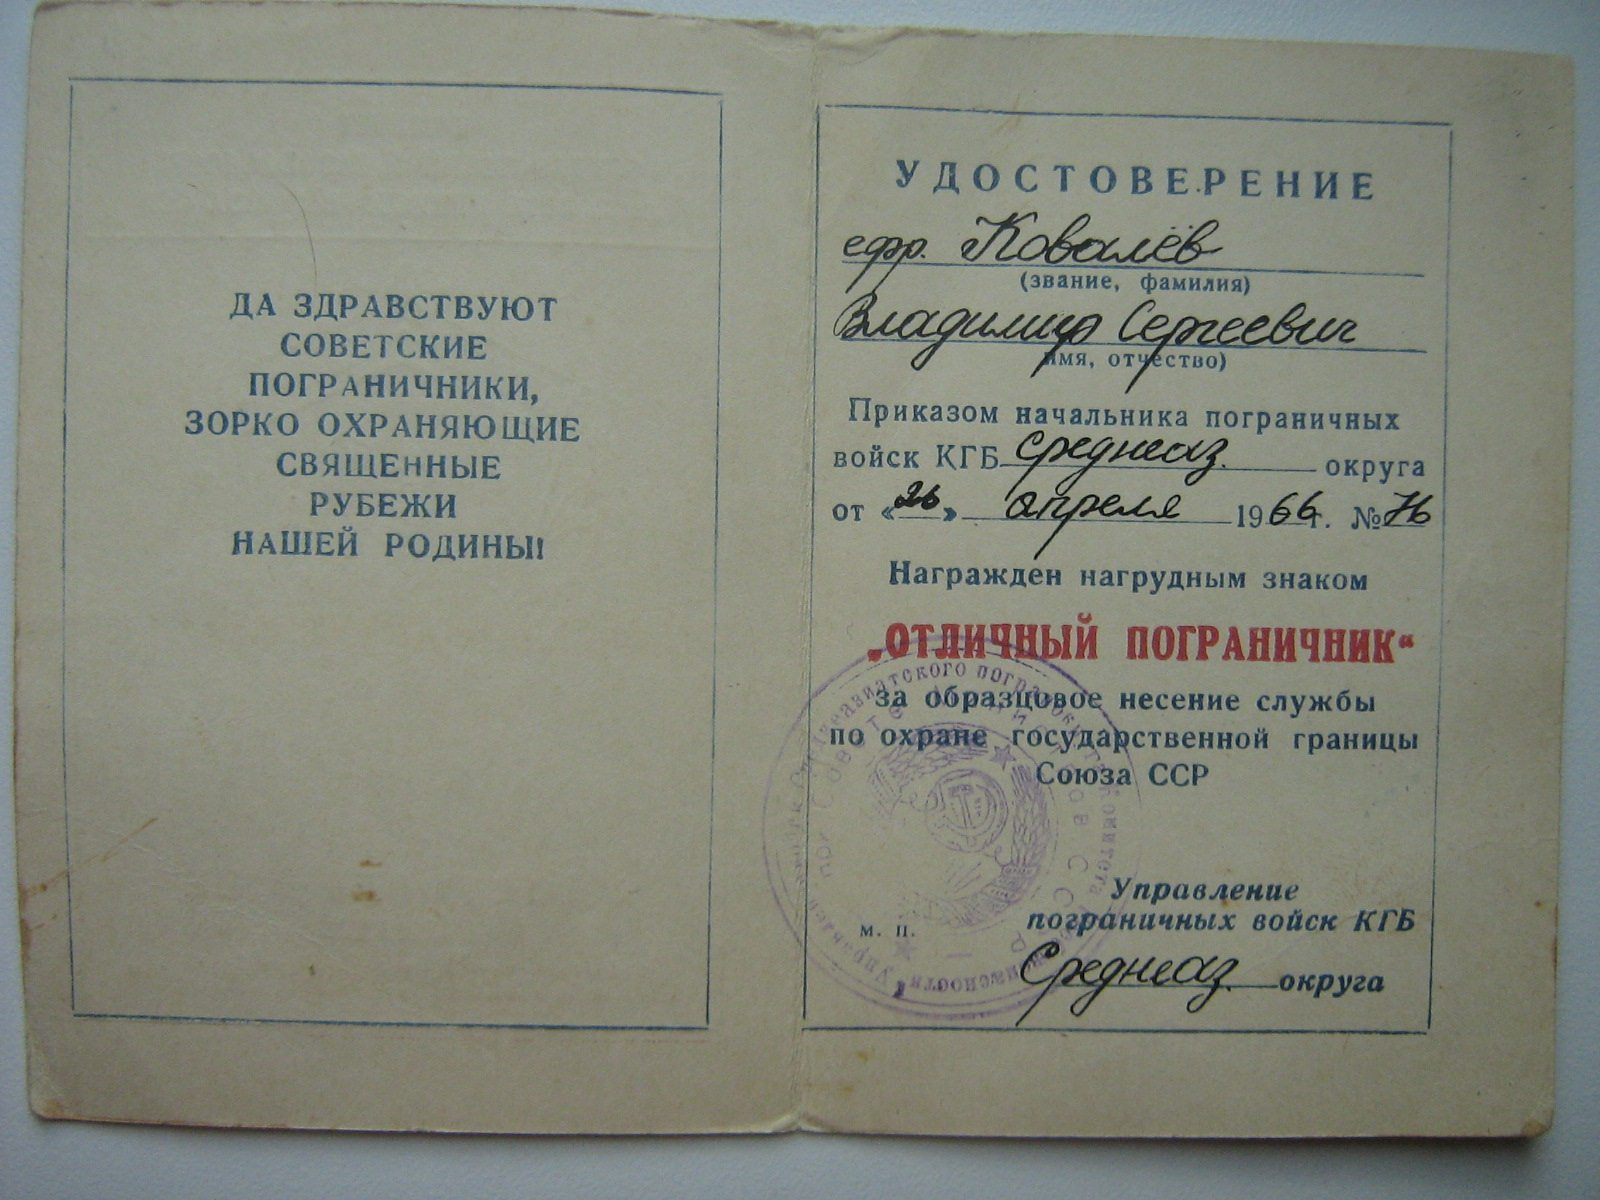 ДА ЗДРАВСТВУЮТ
СОВЕТСКИЕ
ПОГРАНИЧНИКИ,
ЗОРКО ОХРАНЯЮЩИЕ
СВЯЩЕННЫЕ
РУБЕЖИ
НАШЕЙ РОДИНЫ!
УДОСТОВЕРЕНИЕ
ефр. Ковалёв
(звание, фамилия)
Владимир Сергеевич
имя, отчество)
Приказом начальника пограничных
войск КГБ Среднеаз. округа
от «26» апреля 1966 г. № 76
Награжден нагрудным знаком
„ОТЛИЧНЫЙ ПОГРАНИЧНИК“
за образцовое несение службы
по охране государственной границы
Союза ССР
Управление
пограничных войск КГБ
м. п.
Среднеаз. округа